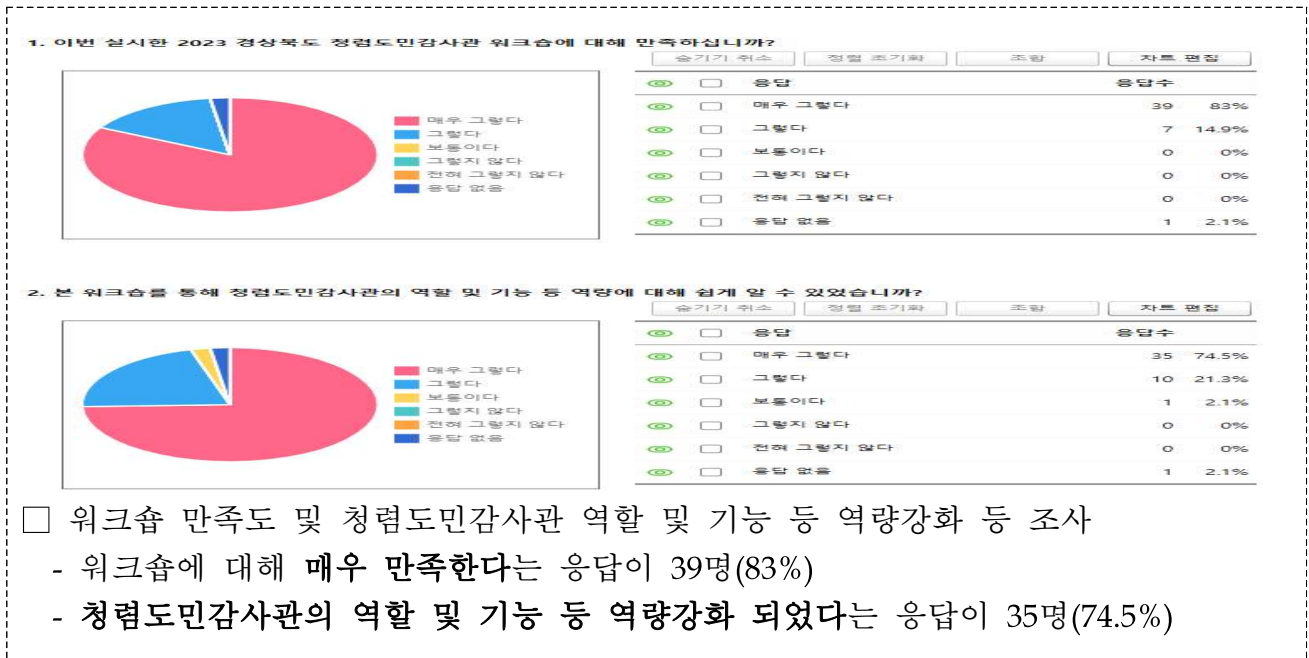 1. 이번 실시한 2023 경상북도 청렴도민감사관 워크숍에 대해 만족하십니까?
숨기기 취소 정렬 초기화 조합 차트 편집
응답 응답수
매우 그렇다 39 83%
그렇다 7 14.9%
보통이다 0 0%
그렇지 않다 0 0%
전혀 그렇지 않다 0 0%
응답 없음 1 2.1%
매우 그렇다
그렇다
보통이다
그렇지 않다
전혀 그렇지 않다
응답 없음
2. 본 워크숍를 통해 청렴도민감사관의 역할 및 기능 등 역량에 대해 쉽게 알 수 있었습니까?
숨기기 취소 정렬 초기화 조합 차트 편집
응답 응답수
매우 그렇다 35 74.5%
그렇다 10 21.3%
보통이다 1 2.1%
그렇지 않다 0 0%
전혀 그렇지 않다 0 0%
응답 없음 1 2.1%
매우 그렇다
그렇다
보통이다
그렇지 않다
전혀 그렇지 않다
응답 없음
□ 워크숍 만족도 및 청렴도민감사관 역할 및 기능 등 역량강화 등 조사
- 워크숍에 대해 매우 만족한다는 응답이 39명(83%)
- 청렴도민감사관의 역할 및 기능 등 역량강화 되었다는 응답이 35명(74.5%)